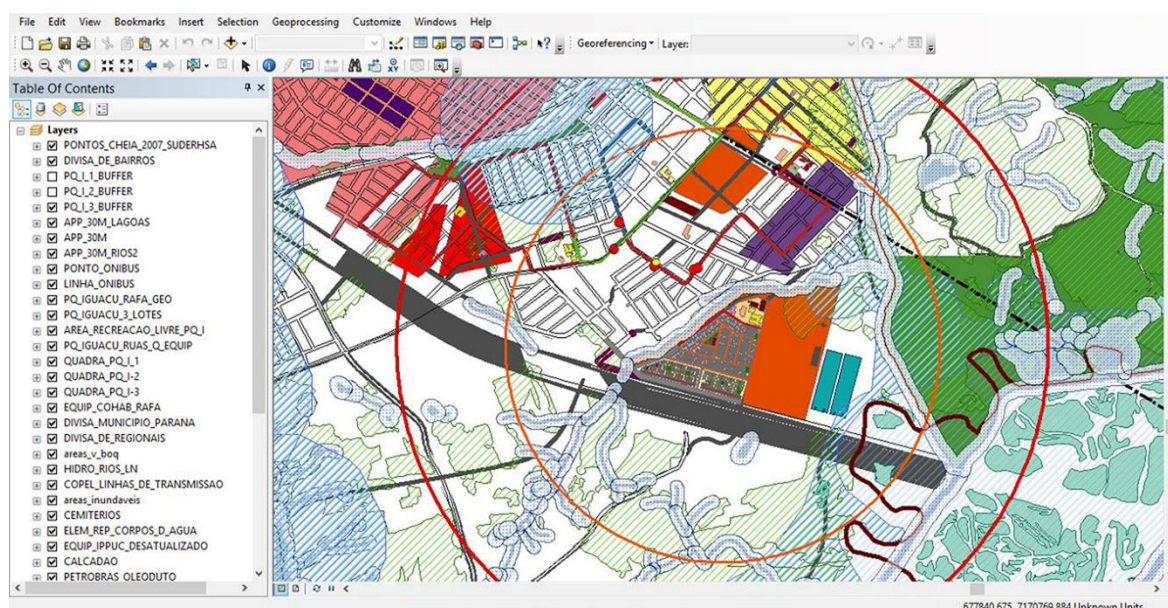 File Edit View Bookmarks Insert Selection Geoprocessing Customize Windows Help
Georeferencing Layer:
Table Of Contents
Layers
PONTOS_CHEIA_2007_SUDERHSA
DIVISA_DE_BAIRROS
PQ_I_1_BUFFER
PQ_I_2_BUFFER
PQ_I_3_BUFFER
APP_30M_LAGOAS
APP_30M
APP_30M_RIOS2
PONTO_ONIBUS
LINHA_ONIBUS
PQ_IGUACU_RAFA_GEO
PQ_IGUACU_3_LOTES
AREA_RECREACAO_LIVRE_PQ_I
PQ_IGUACU_RUAS_Q_EQUIP
QUADRA_PQ_I_1
QUADRA_PQ_I-2
QUADRA_PQ_I-3
EQUIP_COHAB_RAFA
DIVISA_MUNICIPIO_PARANA
DIVISA_DE_REGIONAIS
areas_v_boq
HIDRO_RIOS_LN
COPEL_LINHAS_DE_TRANSMISSAO
areas_inundaveis
CEMITERIOS
ELEM_REP_CORPOS_D_AGUA
EQUIP_IPPUC_DESATUALIZADO
CALCADAO
PETROBRAS_OLEODUTO
677840,675 7170769,884 Unknown Units